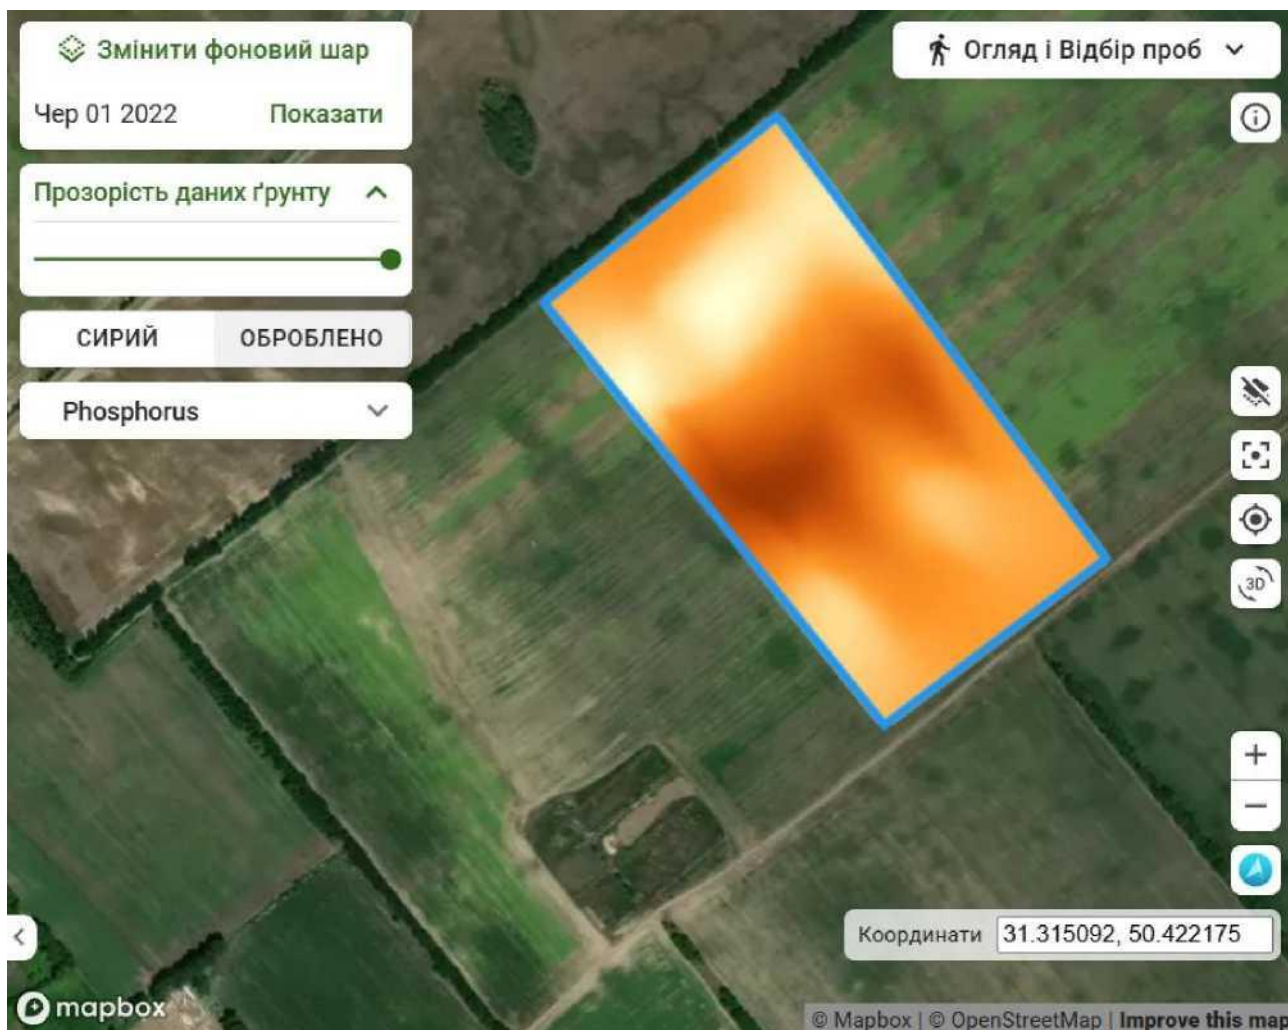 Змінити фоновий шар
Чер 01 2022 Показати
Прозорість даних ґрунту
СИРИЙ ОБРОБЛЕНО
Phosphorus
Огляд і Відбір проб
3D
Координати 31.315092, 50.422175
mapbox
© Mapbox | © OpenStreetMap | Improve this map